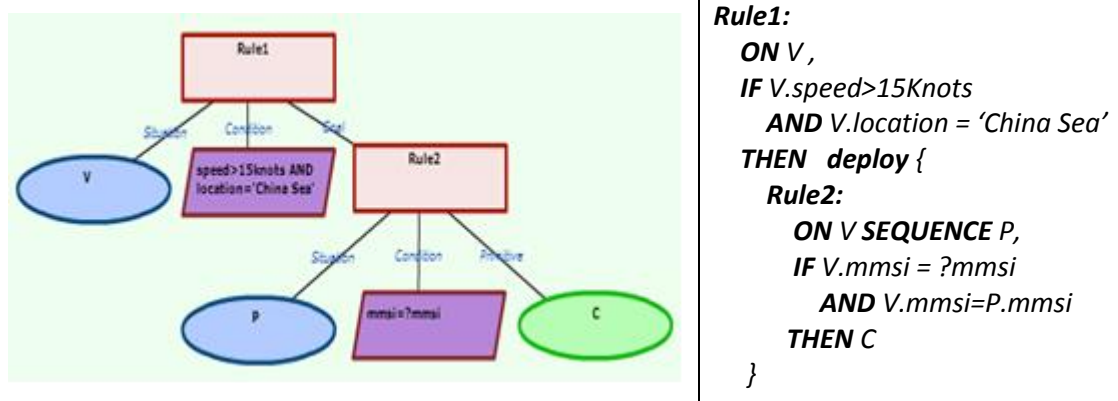 Rule1
Situation
Condition
Goal
V
speed>15knots AND
location='China Sea'
Rule2
Situation
Condition
Primitive
P
mmsi=?mmsi
C
Rule1:
ON V ,
IF V.speed>15Knots
AND V.location = ‘China Sea’
THEN deploy {
Rule2:
ON V SEQUENCE P,
IF V.mmsi = ?mmsi
AND V.mmsi=P.mmsi
THEN C
}